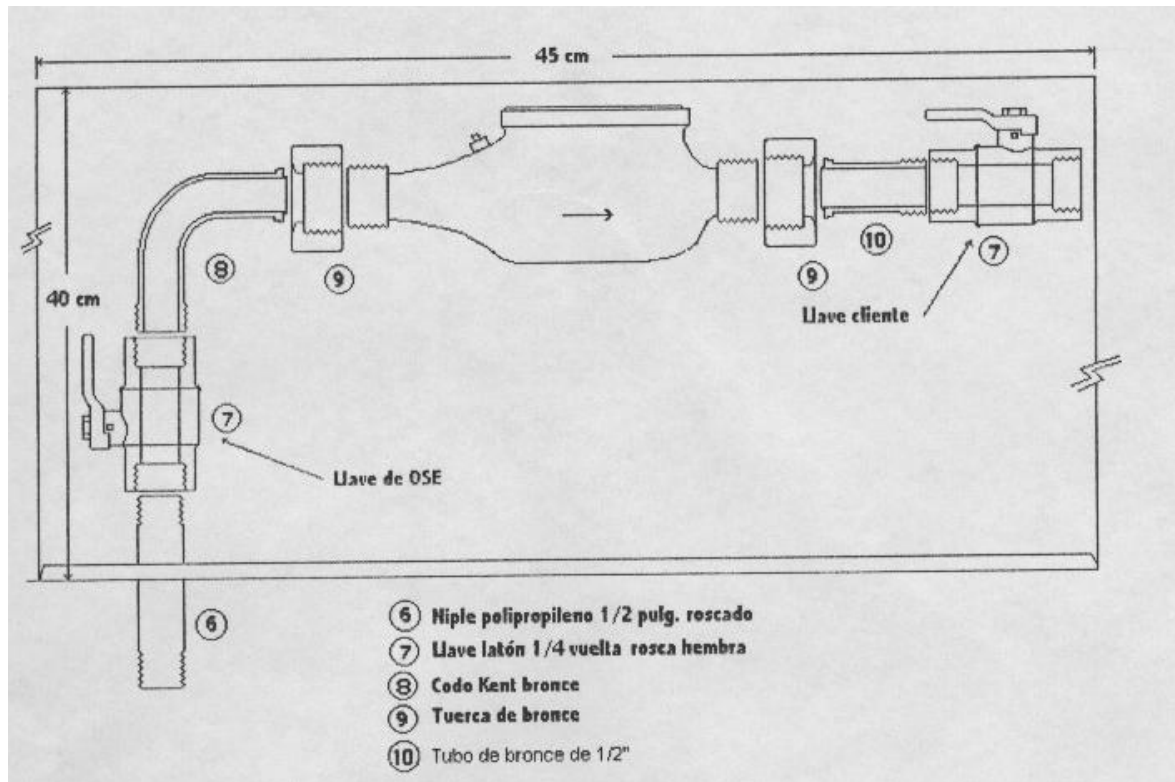 45 cm
40 cm
8
9
9
10
7
Llave cliente
7
Llave de OSE
6
6 Niple polipropileno 1/2 pulg. roscado
7 Llave latón 1/4 vuelta rosca hembra
8 Codo Kent bronce
9 Tuerca de bronce
10 Tubo de bronce de 1/2"